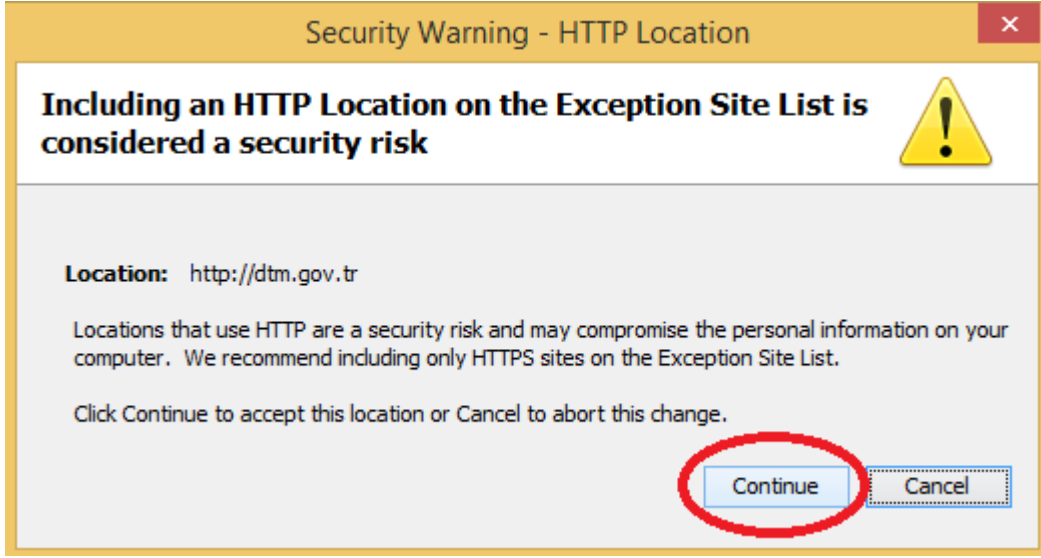 Security Warning - HTTP Location
Including an HTTP Location on the Exception Site List is
considered a security risk
Location: http://dtm.gov.tr
Locations that use HTTP are a security risk and may compromise the personal information on your
computer. We recommend including only HTTPS sites on the Exception Site List.
Click Continue to accept this location or Cancel to abort this change.
Continue Cancel